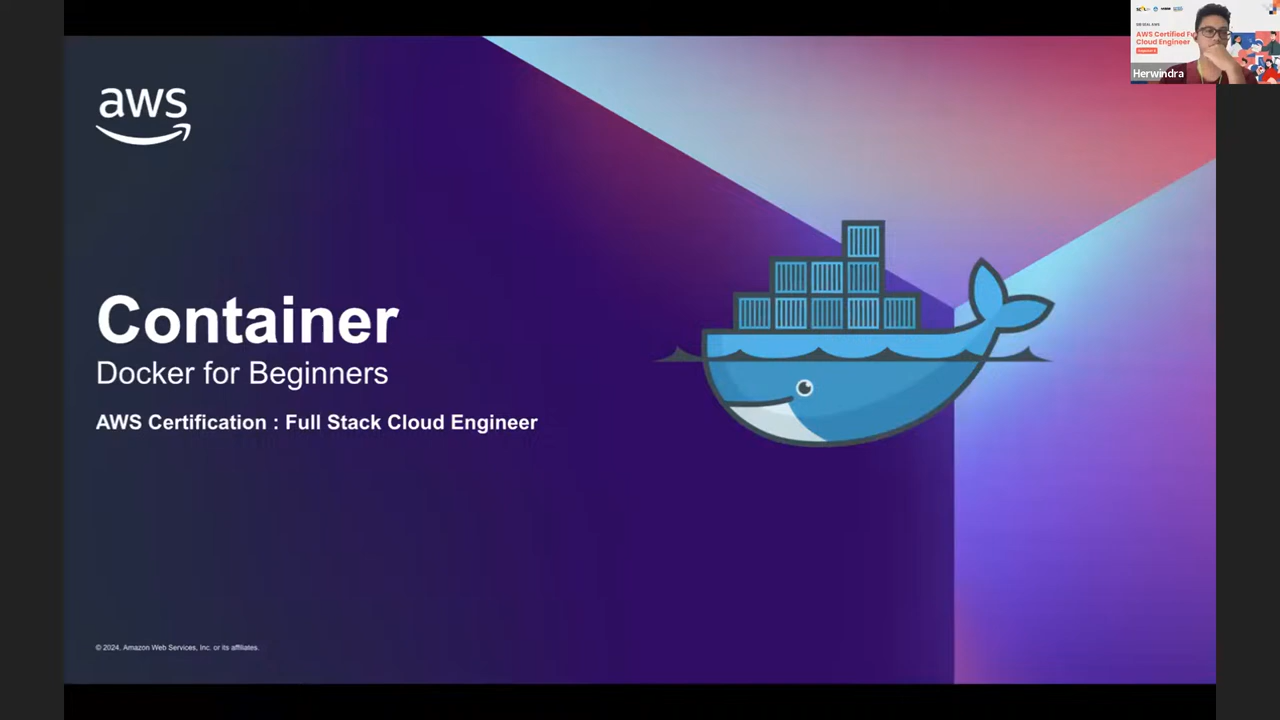 aws
Container
Docker for Beginners
AWS Certification : Full Stack Cloud Engineer
© 2024, Amazon Web Services, Inc. or its affiliates.
AWS Certified
Cloud Engineer
Herwindra